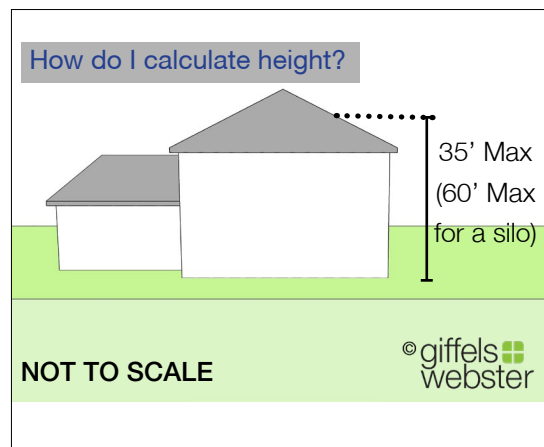 How do I calculate height?
35’ Max
(60’ Max
for a silo)
NOT TO SCALE
© giffels
webster